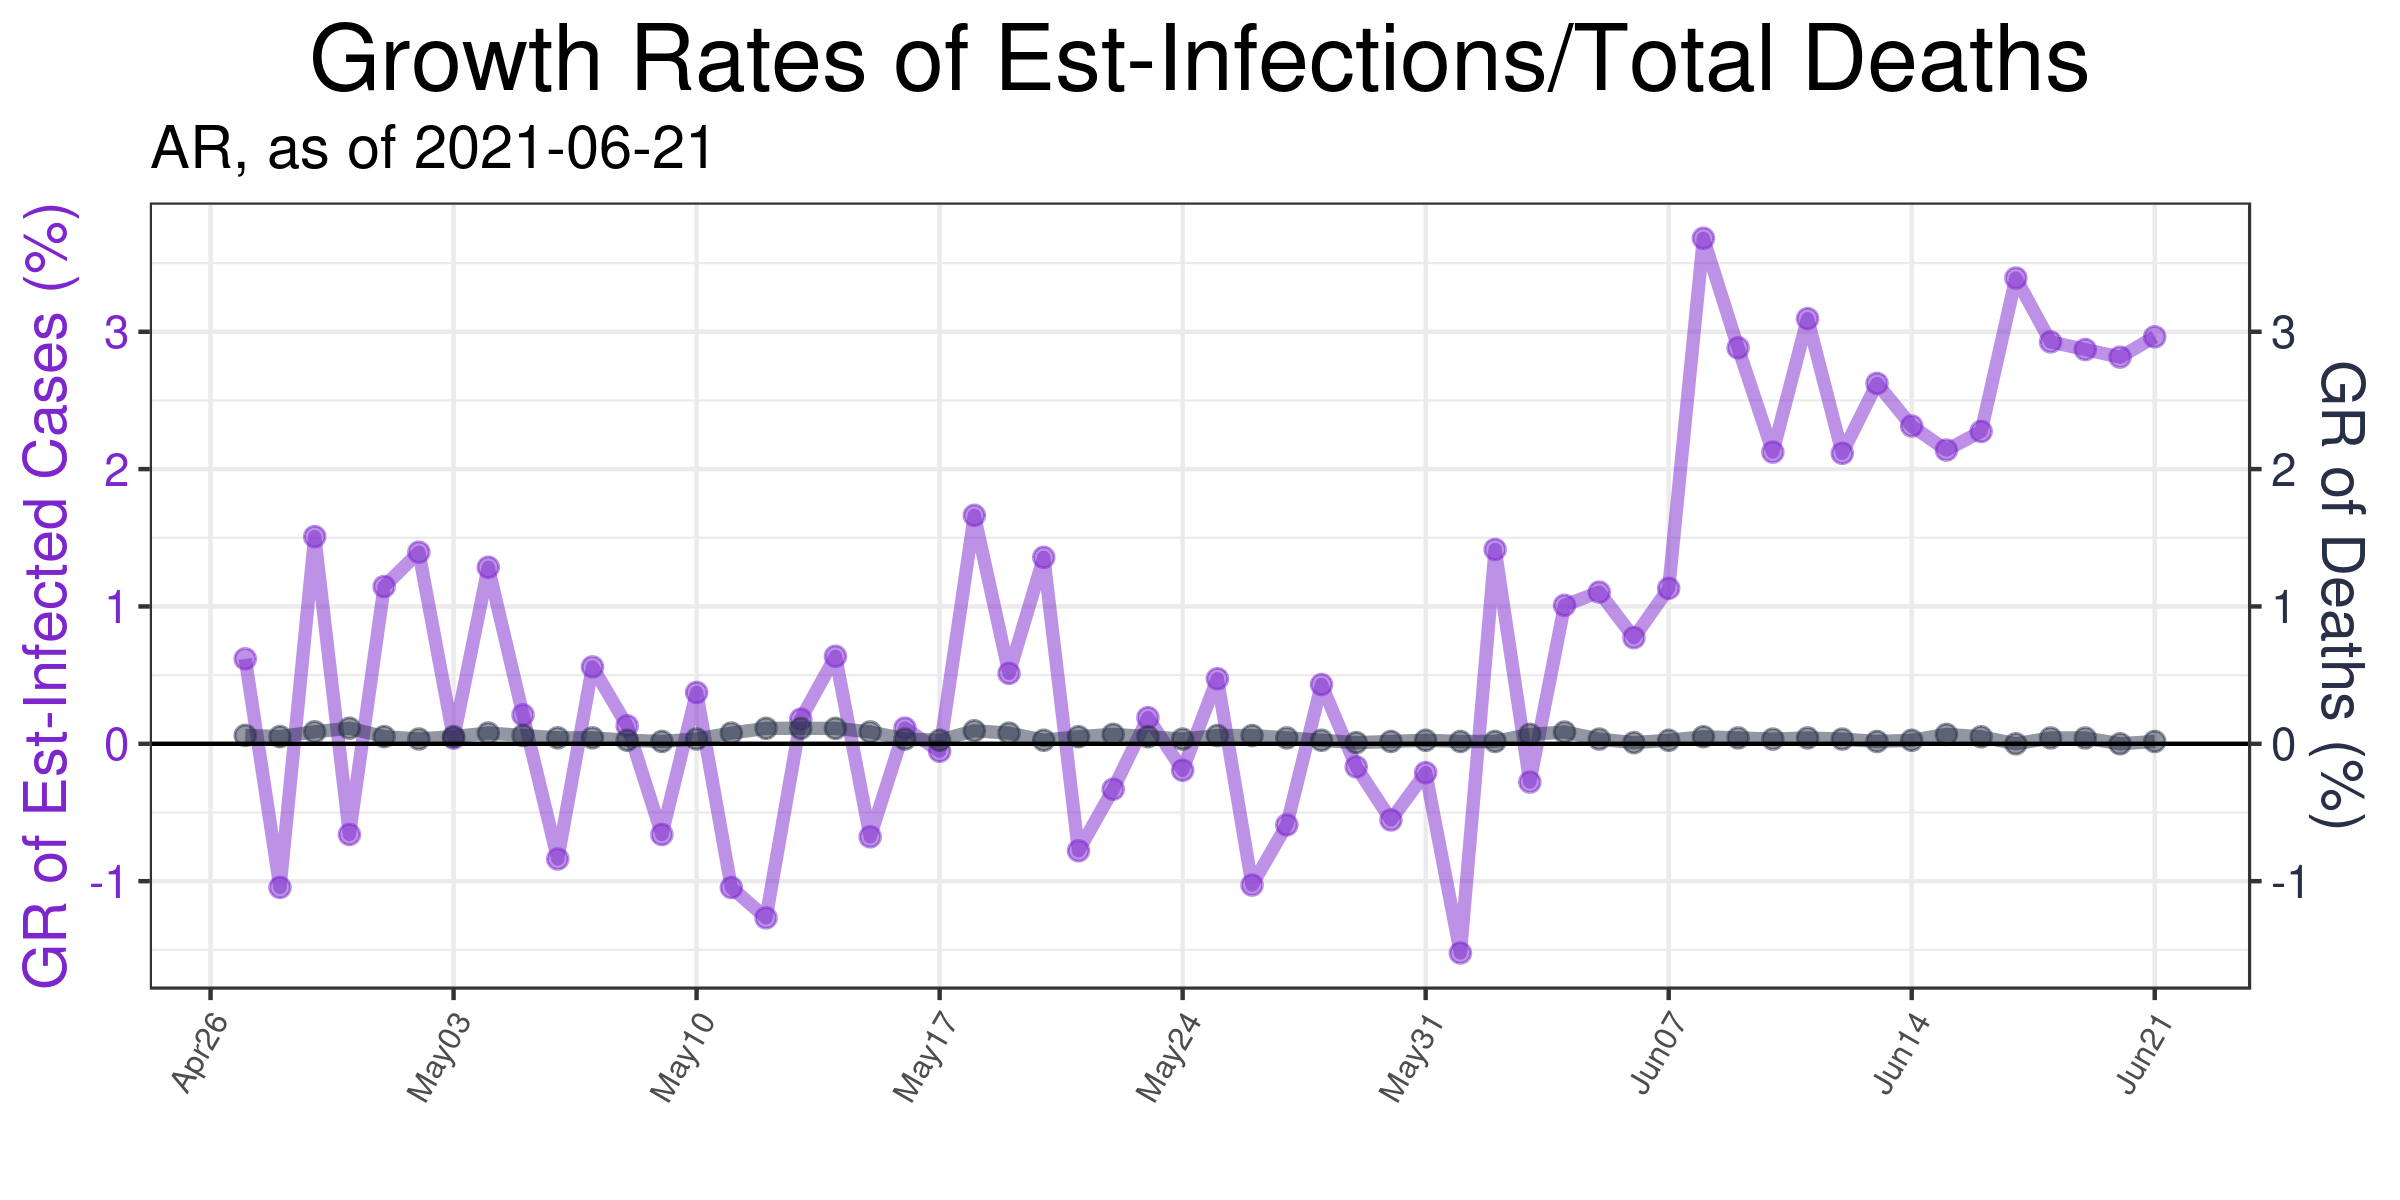 Growth Rates of Est-Infections/Total Deaths
AR, as of 2021-06-21
GR of Est-Infected Cases (%)
3
2
1
0
-1
3
2
1
0
-1
GR of Deaths (%)
Apr26
May03
May10
May17
May24
May31
Jun07
Jun14
Jun21